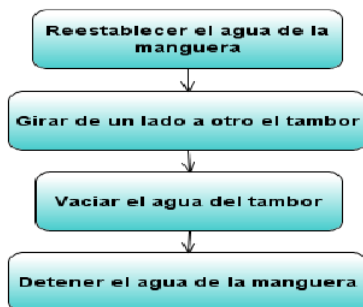 Reestablecer el agua de la
manguera
Girar de un lado a otro el tambor
Vaciar el agua del tambor
Detener el agua de la manguera